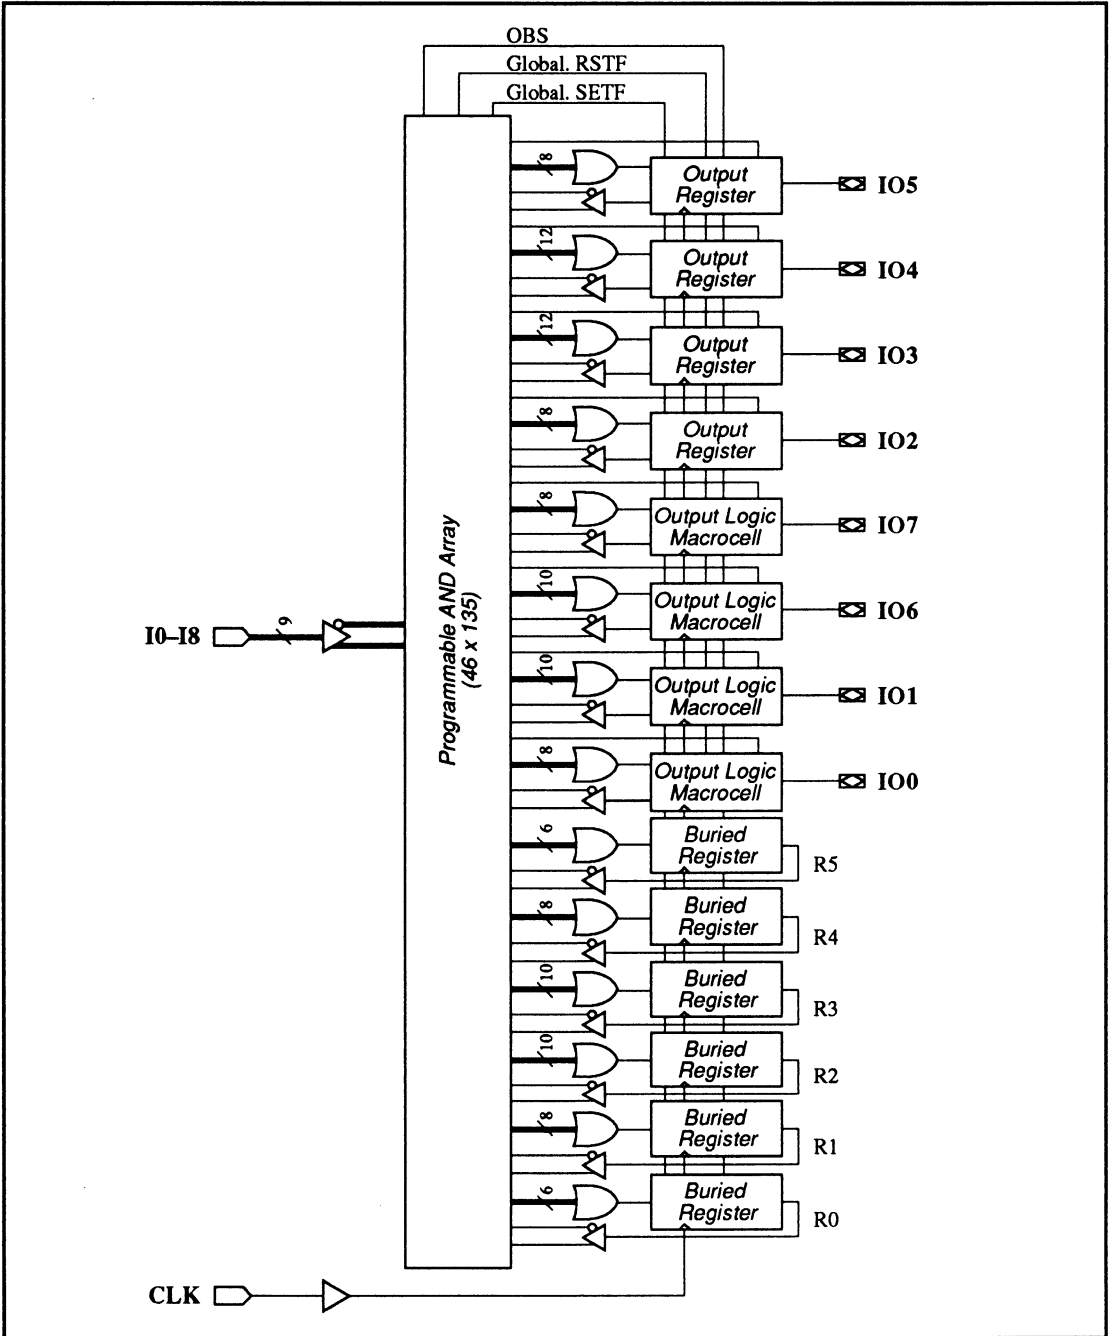 OBS
Global. RSTF
Global. SETF
8
Output
Register
IO5
12
Output
Register
IO4
12
Output
Register
IO3
8
Output
Register
IO2
8
Output Logic
Macrocell
IO7
10
Output Logic
Macrocell
IO6
I0–I8
9
Programmable AND Array
(46 x 135)
10
Output Logic
Macrocell
IO1
8
Output Logic
Macrocell
IO0
6
Buried
Register
R5
8
Buried
Register
R4
10
Buried
Register
R3
10
Buried
Register
R2
8
Buried
Register
R1
6
Buried
Register
R0
CLK